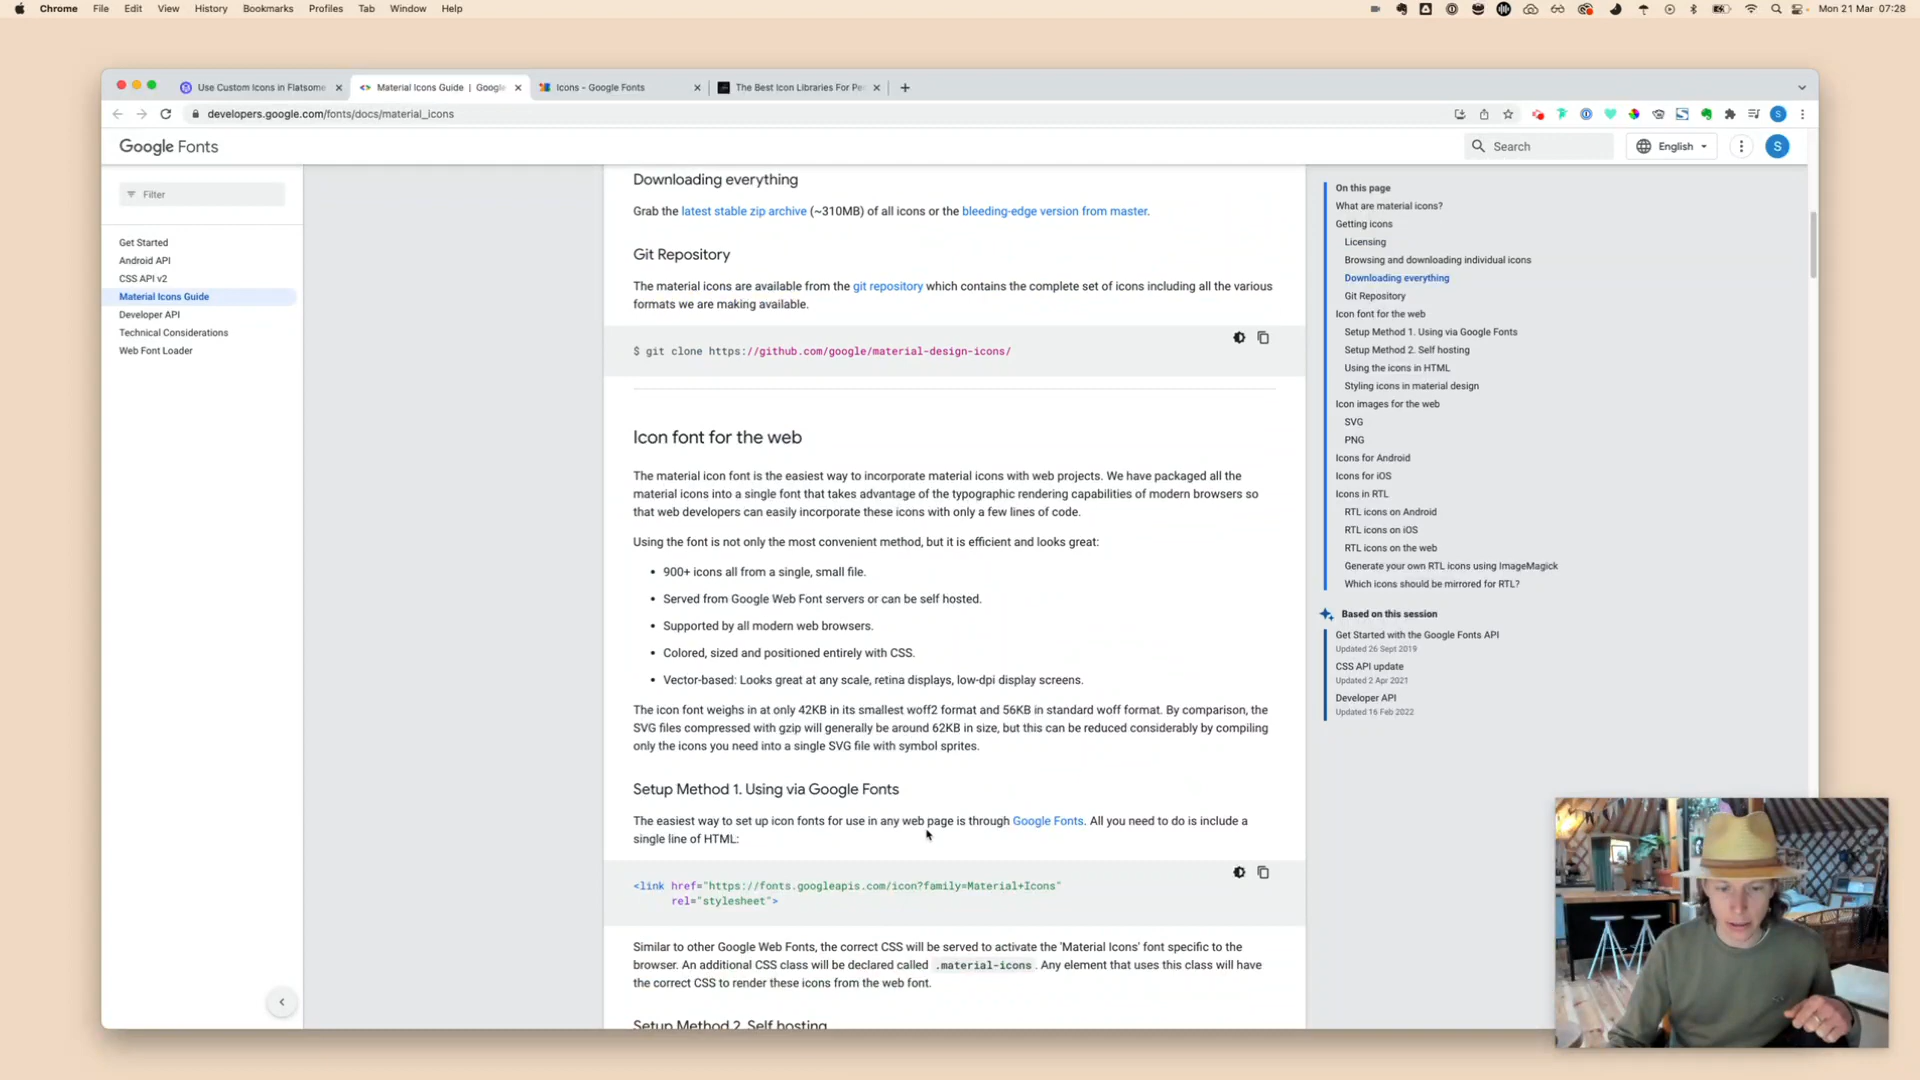 Chrome File Edit View History Bookmarks Profiles Tab Window Help
Mon 21 Mar 07:28
Use Custom Icons in Flatsome
Material Icons Guide | Google
Icons - Google Fonts
The Best Icon Libraries For Pe
developers.google.com/fonts/docs/material_icons
S
Google Fonts
Search
English
S
Filter
Get Started
Android API
CSS API v2
Material Icons Guide
Developer API
Technical Considerations
Web Font Loader
Downloading everything
Grab the latest stable zip archive (~310MB) of all icons or the bleeding-edge version from master.
Git Repository
The material icons are available from the git repository which contains the complete set of icons including all the various
formats we are making available.
$ git clone https://github.com/google/material-design-icons/
Icon font for the web
The material icon font is the easiest way to incorporate material icons with web projects. We have packaged all the
material icons into a single font that takes advantage of the typographic rendering capabilities of modern browsers so
that web developers can easily incorporate these icons with only a few lines of code.
Using the font is not only the most convenient method, but it is efficient and looks great:
• 900+ icons all from a single, small file.
• Served from Google Web Font servers or can be self hosted.
• Supported by all modern web browsers.
• Colored, sized and positioned entirely with CSS.
• Vector-based: Looks great at any scale, retina displays, low-dpi display screens.
The icon font weighs in at only 42KB in its smallest woff2 format and 56KB in standard woff format. By comparison, the
SVG files compressed with gzip will generally be around 62KB in size, but this can be reduced considerably by compiling
only the icons you need into a single SVG file with symbol sprites.
Setup Method 1. Using via Google Fonts
The easiest way to set up icon fonts for use in any web page is through Google Fonts. All you need to do is include a
single line of HTML:
<link href="https://fonts.googleapis.com/icon?family=Material+Icons"
rel="stylesheet">
Similar to other Google Web Fonts, the correct CSS will be served to activate the 'Material Icons' font specific to the
browser. An additional CSS class will be declared called .material-icons. Any element that uses this class will have
the correct CSS to render these icons from the web font.
Setup Method 2. Self hosting
On this page
What are material icons?
Getting icons
Licensing
Browsing and downloading individual icons
Downloading everything
Git Repository
Icon font for the web
Setup Method 1. Using via Google Fonts
Setup Method 2. Self hosting
Using the icons in HTML
Styling icons in material design
Icon images for the web
SVG
PNG
Icons for Android
Icons for iOS
Icons in RTL
RTL icons on Android
RTL icons on iOS
RTL icons on the web
Generate your own RTL icons using ImageMagick
Which icons should be mirrored for RTL?
Based on this session
Get Started with the Google Fonts API
Updated 26 Sept 2019
CSS API update
Updated 2 Apr 2021
Developer API
Updated 16 Feb 2022